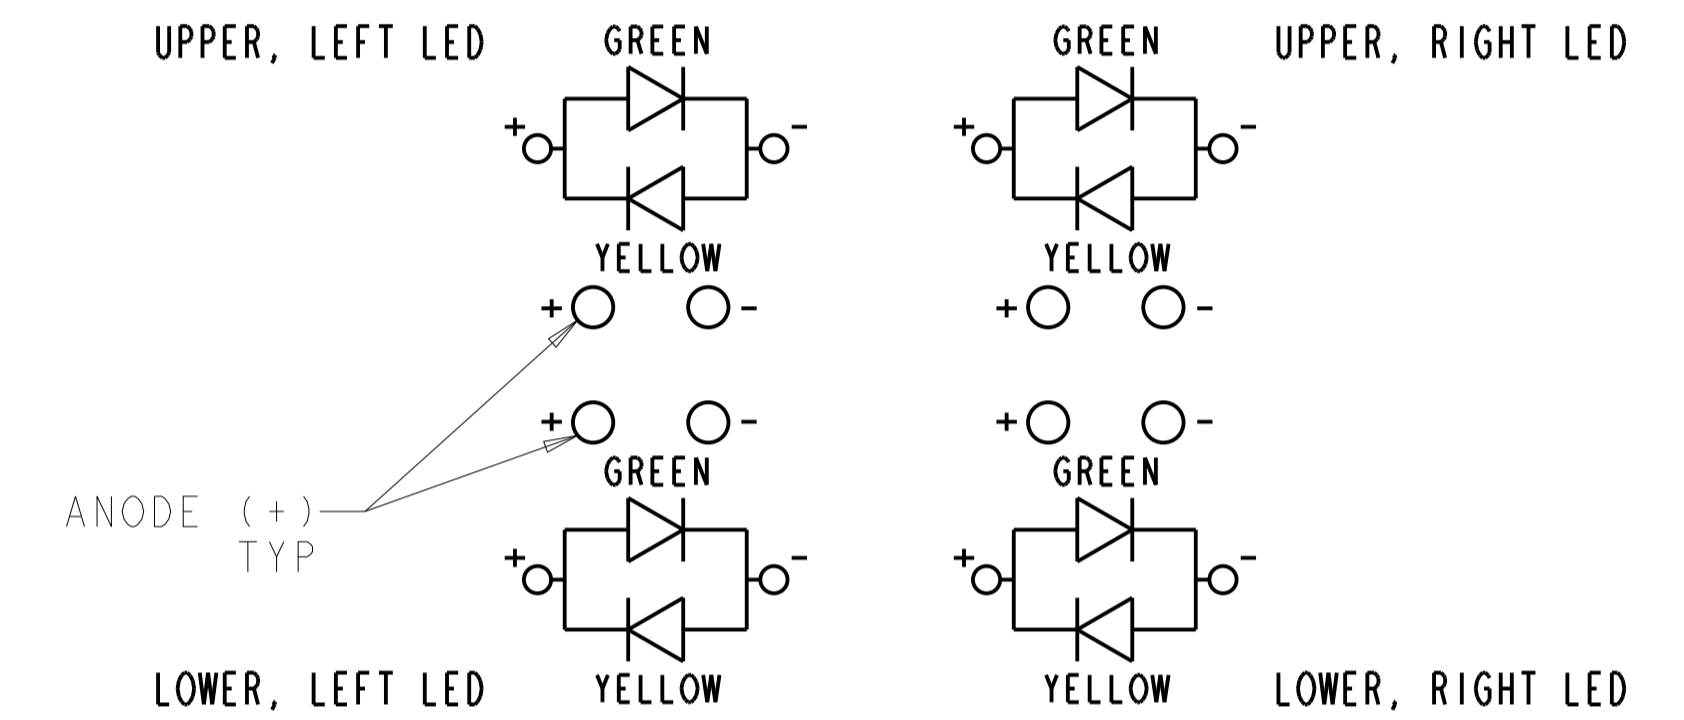 UPPER, LEFT LED
GREEN
GREEN
UPPER, RIGHT LED
+
-
+
-
YELLOW
YELLOW
+
-
+
-
+
-
+
-
GREEN
GREEN
ANODE (+)
TYP
+
-
+
-
LOWER, LEFT LED
YELLOW
YELLOW
LOWER, RIGHT LED